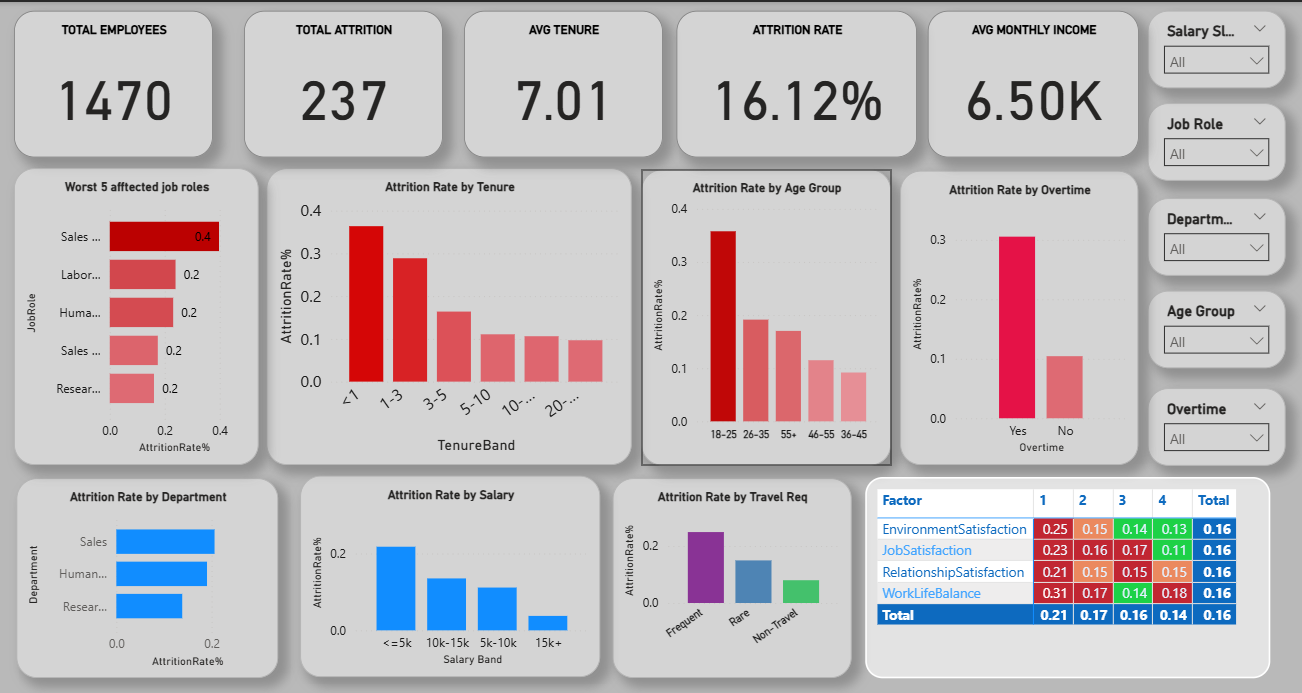 TOTAL EMPLOYEES
1470
TOTAL ATTRITION
237
AVG TENURE
7.01
ATTRITION RATE
16.12%
AVG MONTHLY INCOME
6.50K
Salary Sl...
All
Job Role
All
Departm...
All
Age Group
All
Overtime
All
Worst 5 afftected job roles
JobRole
Sales ... 0.4
Labor... 0.2
Huma... 0.2
Sales ... 0.2
Resear... 0.2
0.0 0.2 0.4
AttritionRate%
Attrition Rate by Tenure
AttritionRate%
0.4
0.3
0.2
0.1
0.0
<1 1-3 3-5 5-10 10-... 20-...
TenureBand
Attrition Rate by Age Group
AttritionRate%
0.4
0.3
0.2
0.1
0.0
18-25 26-35 55+ 46-55 36-45
Attrition Rate by Overtime
AttritionRate%
0.3
0.2
0.1
0.0
Yes No
Overtime
Attrition Rate by Department
Department
Sales
Human...
Resear...
0.0 0.2
AttritionRate%
Attrition Rate by Salary
AttritionRate%
0.2
0.0
<=5k 10k-15k 5k-10k 15k+
Salary Band
Attrition Rate by Travel Req
AttritionRate%
0.2
0.0
Frequent Rare Non-Travel
Factor 1 2 3 4 Total
EnvironmentSatisfaction 0.25 0.15 0.14 0.13 0.16
JobSatisfaction 0.23 0.16 0.17 0.11 0.16
RelationshipSatisfaction 0.21 0.15 0.15 0.15 0.16
WorkLifeBalance 0.31 0.17 0.14 0.18 0.16
Total 0.21 0.17 0.16 0.14 0.16